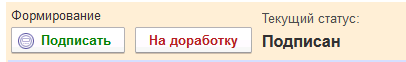 Формирование
Подписать
На доработку
Текущий статус:
Подписан